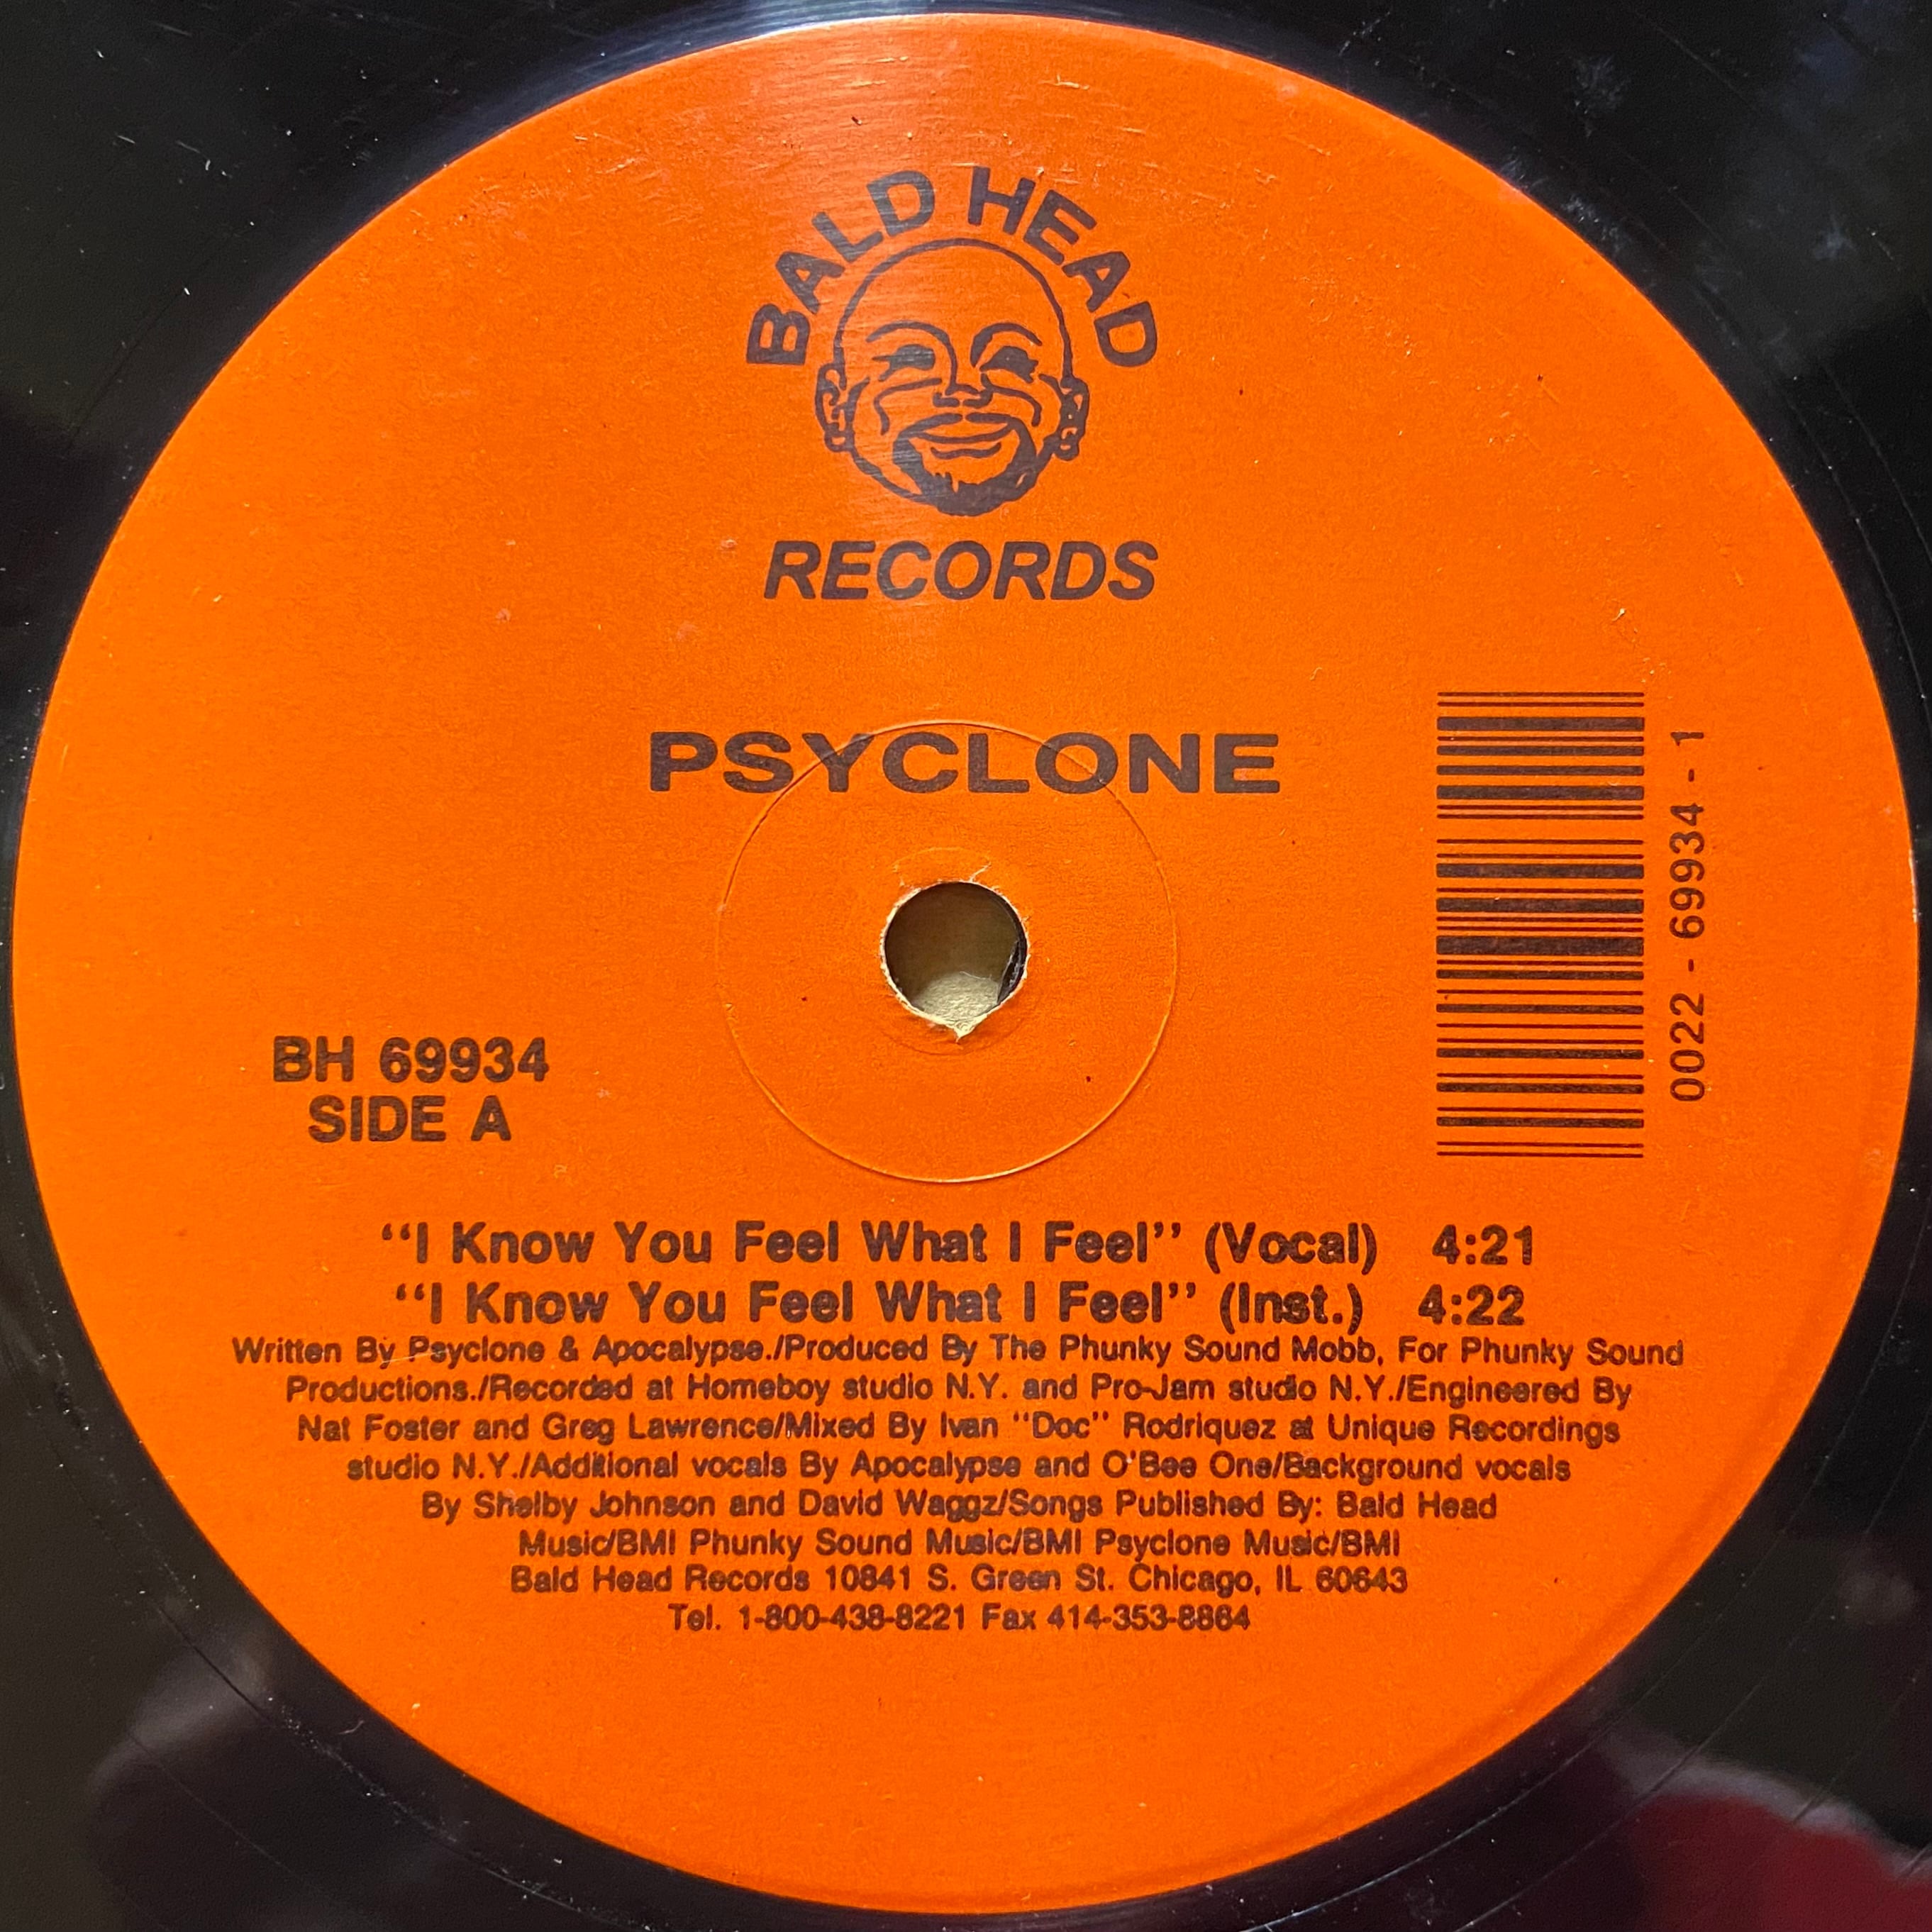 BALD HEAD
RECORDS
PSYCLONE
0022 - 69934 - 1
BH 69934
SIDE A
“I Know You Feel What I Feel” (Vocal) 4:21
“I Know You Feel What I Feel” (Inst.) 4:22
Written By Psyclone & Apocalypse./Produced By The Phunky Sound Mobb, For Phunky Sound
Productions./Recorded at Homeboy studio N.Y. and Pro-Jam studio N.Y./Engineered By
Nat Foster and Greg Lawrence/Mixed By Ivan “Doc” Rodriquez at Unique Recordings
studio N.Y./Additional vocals By Apocalypse and O'Bee One/Background vocals
By Shelby Johnson and David Waggz/Songs Published By: Bald Head
Music/BMI Phunky Sound Music/BMI Psyclone Music/BMI
Bald Head Records 10841 S. Green St. Chicago, IL 60643
Tel. 1-800-438-8221 Fax 414-353-8864